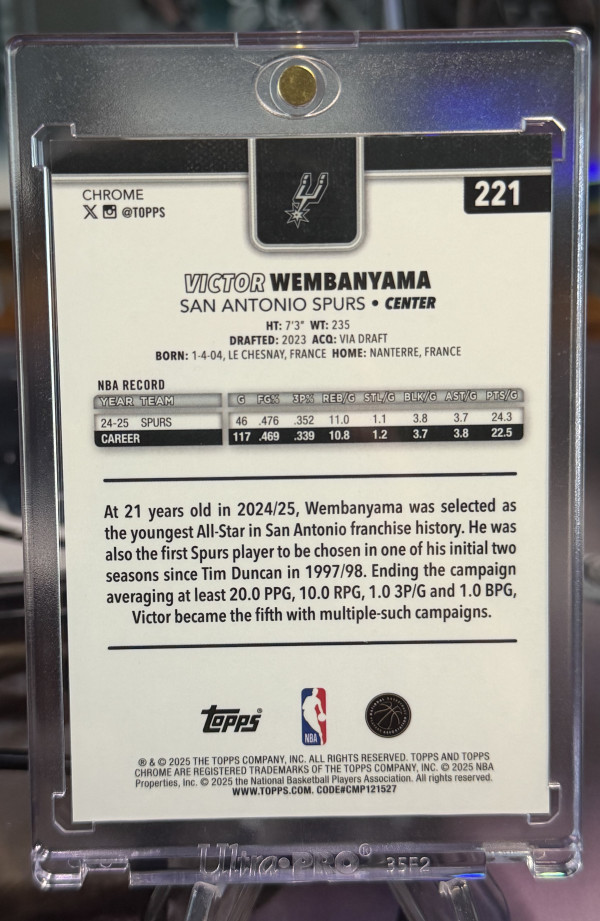 CHROME
221
X @TOPPS
VICTOR WEMBANYAMA
SAN ANTONIO SPURS • CENTER
HT: 7'3" WT: 235
DRAFTED: 2023 ACQ: VIA DRAFT
BORN: 1-4-04, LE CHESNAY, FRANCE HOME: NANTERRE, FRANCE
NBA RECORD
YEAR TEAM G FG% 3P% REB/G STL/G BLK/G AST/G PTS/G
24-25 SPURS 46 .476 .352 11.0 1.1 3.8 3.7 24.3
CAREER 117 .469 .339 10.8 1.2 3.7 3.8 22.5
At 21 years old in 2024/25, Wembanyama was selected as
the youngest All-Star in San Antonio franchise history. He was
also the first Spurs player to be chosen in one of his initial two
seasons since Tim Duncan in 1997/98. Ending the campaign
averaging at least 20.0 PPG, 10.0 RPG, 1.0 3P/G and 1.0 BPG,
Victor became the fifth with multiple-such campaigns.
Topps®
NBA
® & © 2025 THE TOPPS COMPANY, INC. ALL RIGHTS RESERVED. TOPPS AND TOPPS
CHROME ARE REGISTERED TRADEMARKS OF THE TOPPS COMPANY, INC. © 2025 NBA
Properties, Inc. © 2025 the National Basketball Players Association. All rights reserved.
WWW.TOPPS.COM. CODE#CMP121527
Ultra•PRO® 35F2